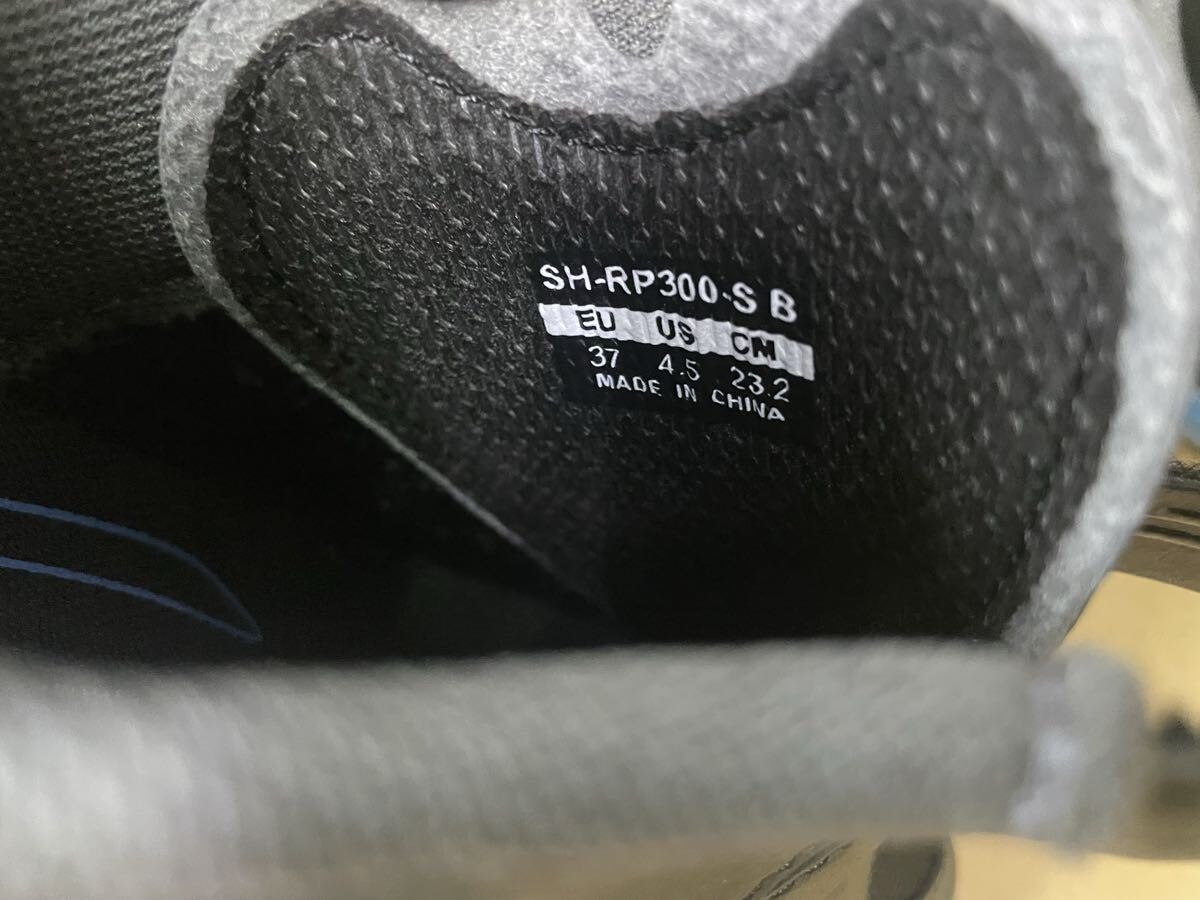 SH-RP300-S B
EU US CM
37 4.5 23.2
MADE IN CHINA